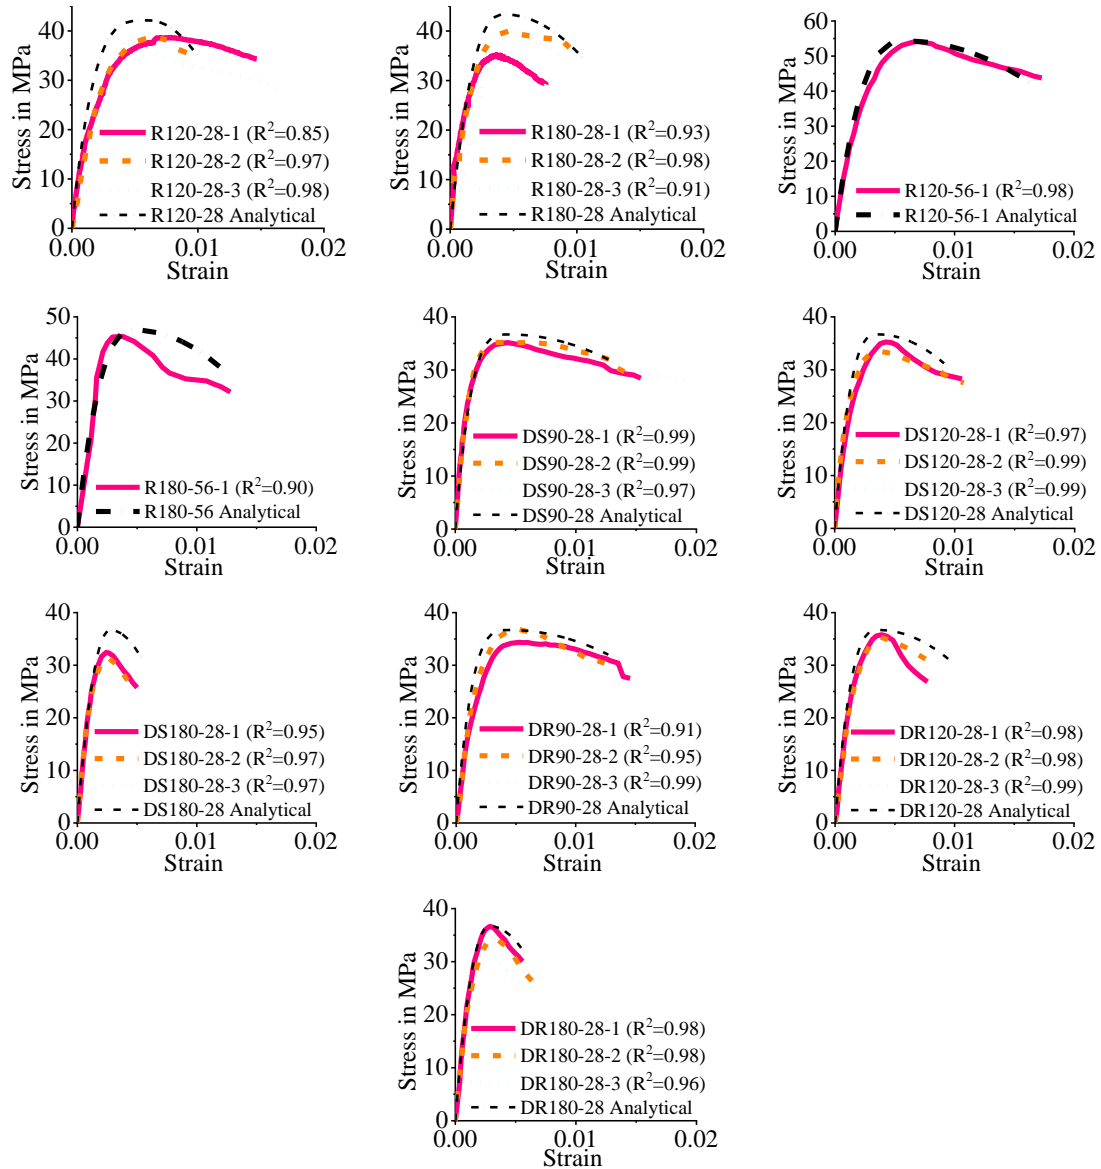 Stress in MPa
40
30
20
10
0
0.00
0.01
0.02
Strain
R120-28-1 (R²=0.85)
R120-28-2 (R²=0.97)
R120-28-3 (R²=0.98)
R120-28 Analytical
Stress in MPa
40
30
20
10
0
0.00
0.01
0.02
Strain
R180-28-1 (R²=0.93)
R180-28-2 (R²=0.98)
R180-28-3 (R²=0.91)
R180-28 Analytical
Stress in MPa
60
50
40
30
20
10
0
0.00
0.01
0.02
Strain
R120-56-1 (R²=0.98)
R120-56-1 Analytical
Stress in MPa
50
40
30
20
10
0
0.00
0.01
0.02
Strain
R180-56-1 (R²=0.90)
R180-56 Analytical
Stress in MPa
40
30
20
10
0
0.00
0.01
0.02
Strain
DS90-28-1 (R²=0.99)
DS90-28-2 (R²=0.99)
DS90-28-3 (R²=0.97)
DS90-28 Analytical
Stress in MPa
40
30
20
10
0
0.00
0.01
0.02
Strain
DS120-28-1 (R²=0.97)
DS120-28-2 (R²=0.99)
DS120-28-3 (R²=0.99)
DS120-28 Analytical
Stress in MPa
40
30
20
10
0
0.00
0.01
0.02
Strain
DS180-28-1 (R²=0.95)
DS180-28-2 (R²=0.97)
DS180-28-3 (R²=0.97)
DS180-28 Analytical
Stress in MPa
40
30
20
10
0
0.00
0.01
0.02
Strain
DR90-28-1 (R²=0.91)
DR90-28-2 (R²=0.95)
DR90-28-3 (R²=0.99)
DR90-28 Analytical
Stress in MPa
40
30
20
10
0
0.00
0.01
0.02
Strain
DR120-28-1 (R²=0.98)
DR120-28-2 (R²=0.98)
DR120-28-3 (R²=0.99)
DR120-28 Analytical
Stress in MPa
40
30
20
10
0
0.00
0.01
0.02
Strain
DR180-28-1 (R²=0.98)
DR180-28-2 (R²=0.98)
DR180-28-3 (R²=0.96)
DR180-28 Analytical